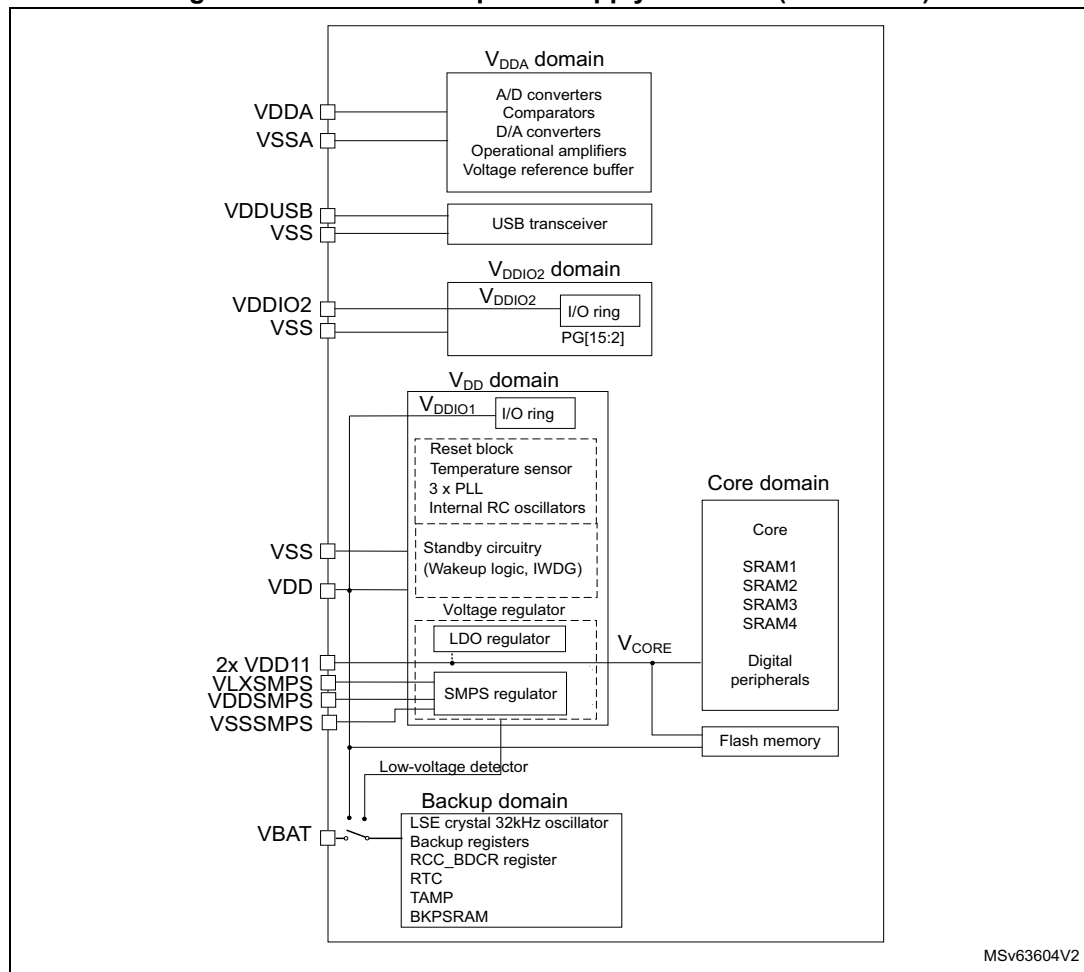 VDDA domain
A/D converters
Comparators
D/A converters
Operational amplifiers
Voltage reference buffer
VDDA
VSSA
VDDUSB
VSS
USB transceiver
VDDIO2 domain
VDDIO2
VDDIO2
VSS
I/O ring
PG[15:2]
VDD domain
VDDIO1
I/O ring
Reset block
Temperature sensor
3 x PLL
Internal RC oscillators
VSS
VDD
Standby circuitry
(Wakeup logic, IWDG)
Voltage regulator
LDO regulator
2x VDD11
VLXSMPS
VDDSMPS
VSSSMPS
SMPS regulator
VCORE
Core domain
Core
SRAM1
SRAM2
SRAM3
SRAM4
Digital
peripherals
Flash memory
Low-voltage detector
Backup domain
VBAT
LSE crystal 32kHz oscillator
Backup registers
RCC_BDCR register
RTC
TAMP
BKPSRAM
MSv63604V2